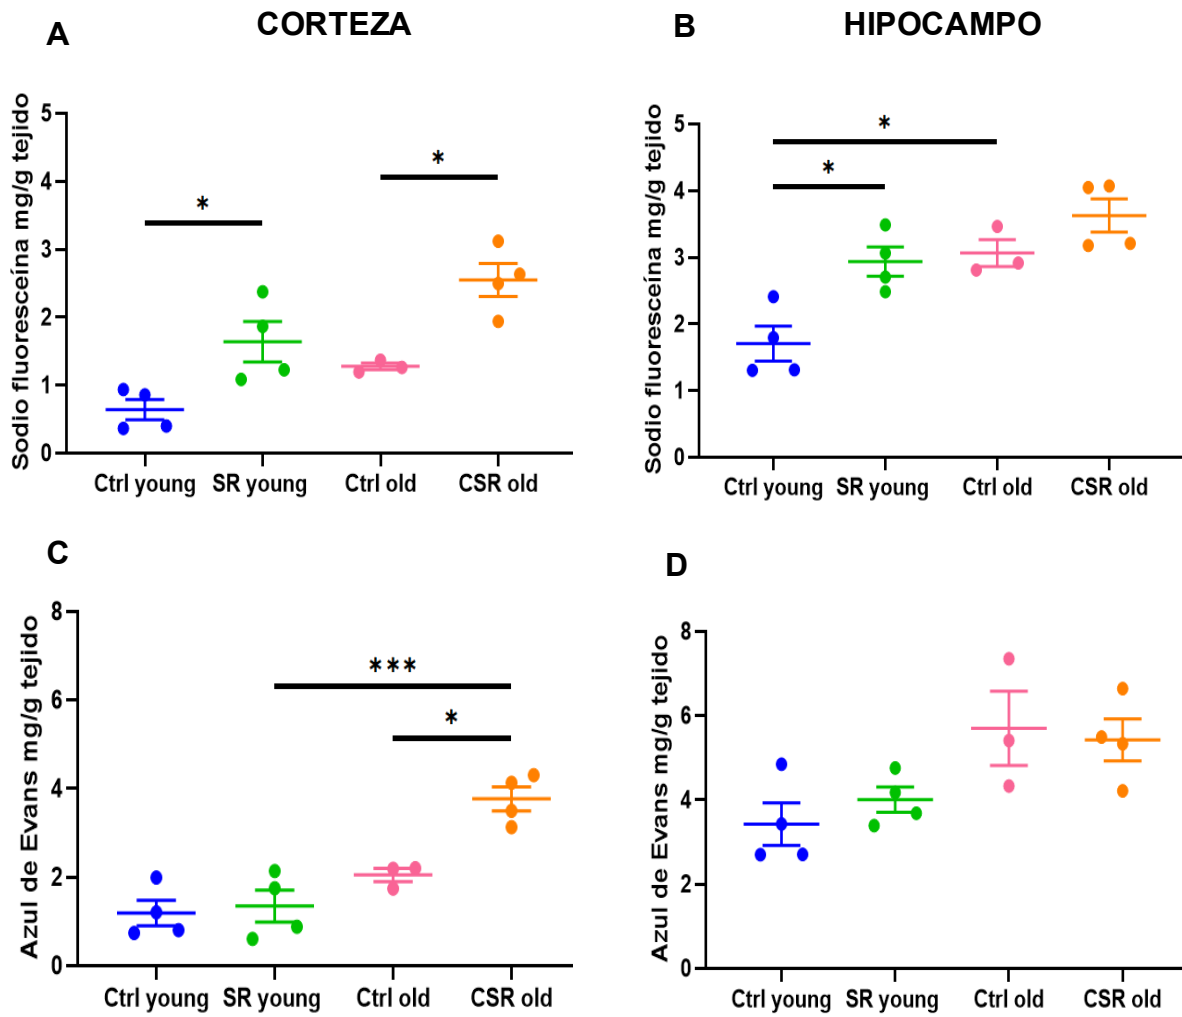 A
CORTEZA
Sodio fluoresceína mg/g tejido
5
4
3
2
1
0
*
*
Ctrl young SR young Ctrl old CSR old
B
HIPOCAMPO
Sodio fluoresceína mg/g tejido
5
4
3
2
1
0
*
*
Ctrl young SR young Ctrl old CSR old
C
Azul de Evans mg/g tejido
8
6
4
2
0
***
*
Ctrl young SR young Ctrl old CSR old
D
Azul de Evans mg/g tejido
8
6
4
2
0
Ctrl young SR young Ctrl old CSR old